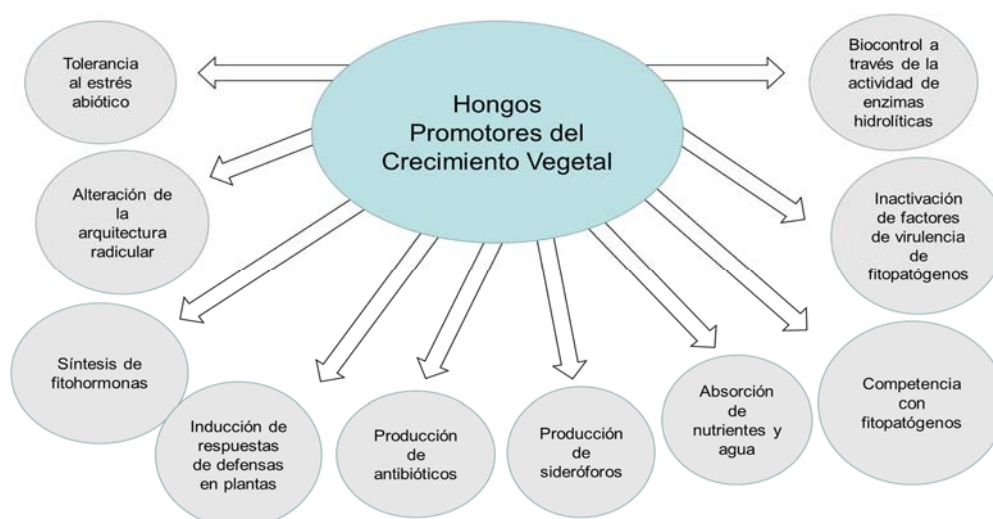 Hongos
Promotores del
Crecimiento Vegetal
Tolerancia
al estrés
abiótico
Alteración de
la
arquitectura
radicular
Síntesis de
fitohormonas
Inducción de
respuestas
de defensas
en plantas
Producción
de
antibióticos
Producción
de
sideróforos
Absorción
de
nutrientes y
agua
Competencia
con
fitopatógenos
Inactivación
de factores
de virulencia
de
fitopatógenos
Biocontrol a
través de la
actividad de
enzimas
hidrolíticas